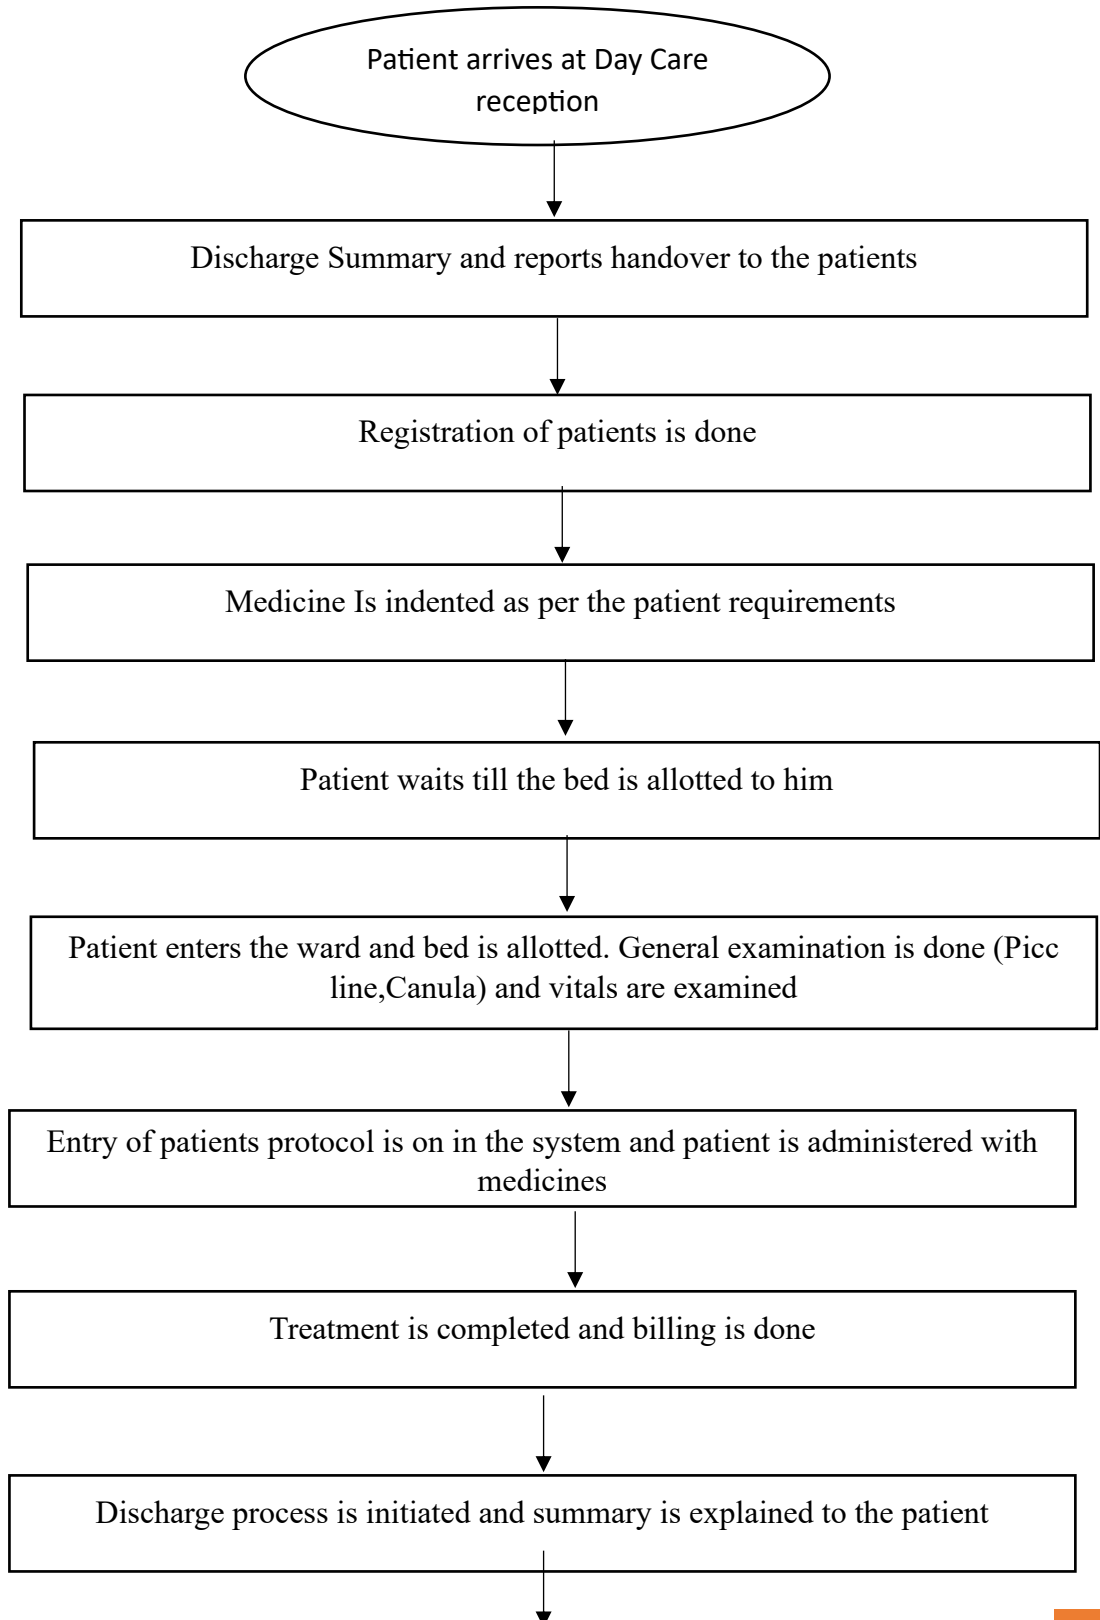 Patient arrives at Day Care
reception
Discharge Summary and reports handover to the patients
Registration of patients is done
Medicine Is indented as per the patient requirements
Patient waits till the bed is allotted to him
Patient enters the ward and bed is allotted. General examination is done (Picc
line,Canula) and vitals are examined
Entry of patients protocol is on in the system and patient is administered with
medicines
Treatment is completed and billing is done
Discharge process is initiated and summary is explained to the patient